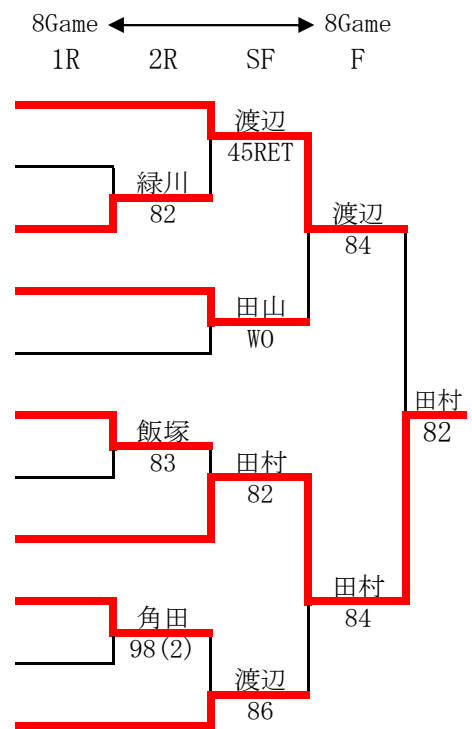 8Game 8Game
1R 2R SF F
渡辺
45RET
緑川
82
渡辺
84
田山
WO
田村
82
飯塚
83
田村
82
田村
84
角田
98(2)
渡辺
86